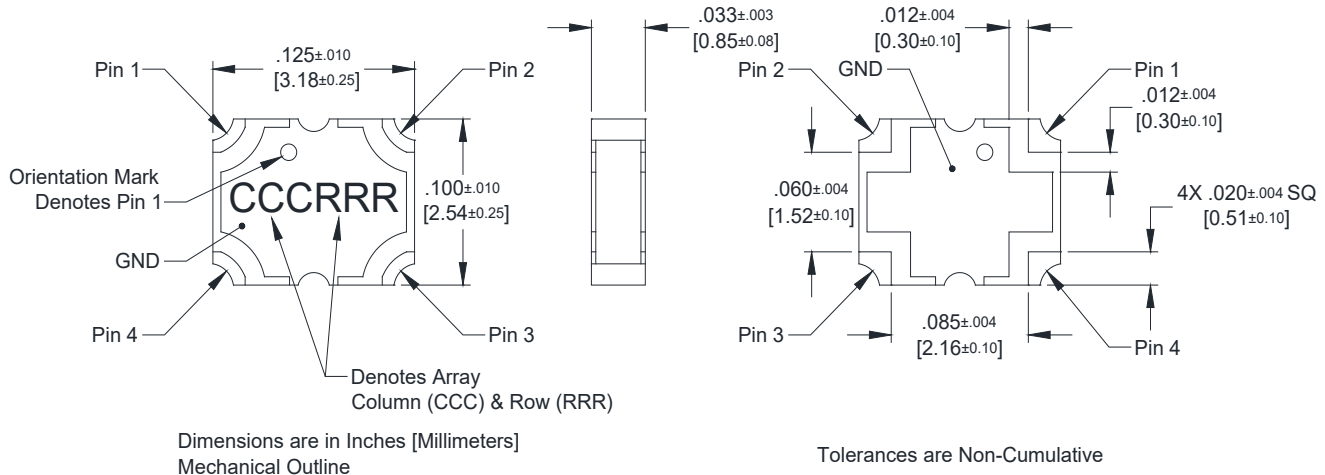 .125±.010
[3.18±0.25]
Pin 1
Pin 2
Orientation Mark
Denotes Pin 1
CCCRRR
.100±.010
[2.54±0.25]
GND
Pin 4
Pin 3
Denotes Array
Column (CCC) & Row (RRR)
Dimensions are in Inches [Millimeters]
Mechanical Outline
.033±.003
[0.85±0.08]
.012±.004
[0.30±0.10]
Pin 2
GND
Pin 1
.012±.004
[0.30±0.10]
.060±.004
[1.52±0.10]
4X .020±.004 SQ
[0.51±0.10]
Pin 3
.085±.004
[2.16±0.10]
Pin 4
Tolerances are Non-Cumulative